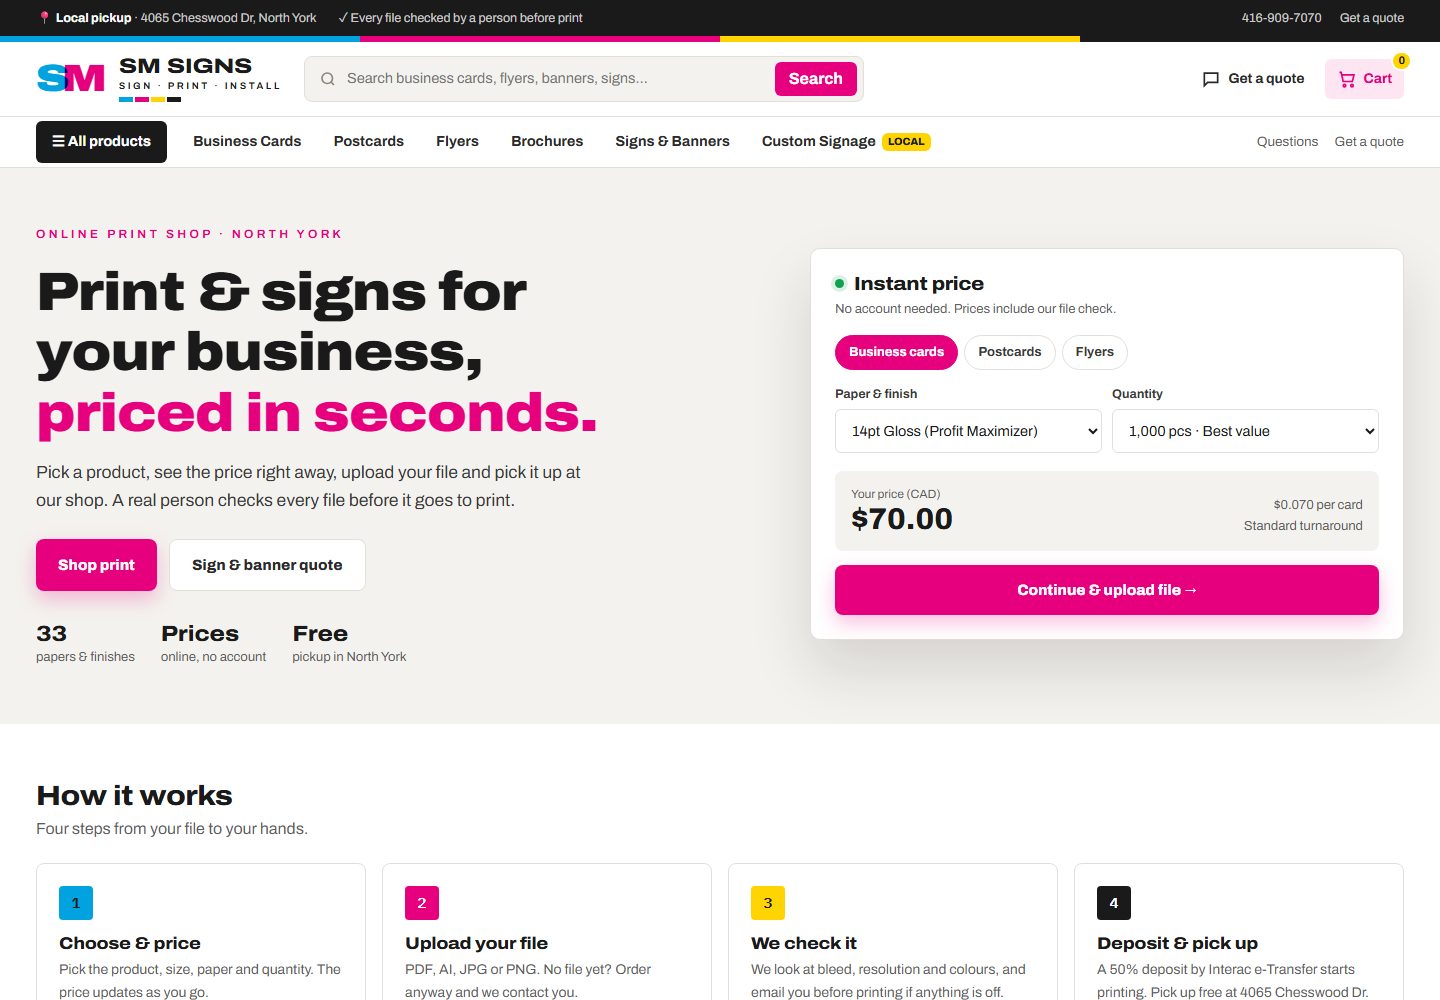 Local pickup · 4065 Chesswood Dr, North York
✓ Every file checked by a person before print
416-909-7070
Get a quote
SM
SM SIGNS
SIGN · PRINT · INSTALL
Search business cards, flyers, banners, signs...
Search
Get a quote
Cart
0
☰ All products
Business Cards
Postcards
Flyers
Brochures
Signs & Banners
Custom Signage
LOCAL
Questions
Get a quote
ONLINE PRINT SHOP · NORTH YORK
Print & signs for
your business,
priced in seconds.
Pick a product, see the price right away, upload your file and pick it up at
our shop. A real person checks every file before it goes to print.
Shop print
Sign & banner quote
33
papers & finishes
Prices
online, no account
Free
pickup in North York
Instant price
No account needed. Prices include our file check.
Business cards
Postcards
Flyers
Paper & finish
Quantity
14pt Gloss (Profit Maximizer)
1,000 pcs · Best value
Your price (CAD)
$70.00
$0.070 per card
Standard turnaround
Continue & upload file →
How it works
Four steps from your file to your hands.
1
Choose & price
Pick the product, size, paper and quantity. The
price updates as you go.
2
Upload your file
PDF, AI, JPG or PNG. No file yet? Order
anyway and we contact you.
3
We check it
We look at bleed, resolution and colours, and
email you before printing if anything is off.
4
Deposit & pick up
A 50% deposit by Interac e-Transfer starts
printing. Pick up free at 4065 Chesswood Dr.